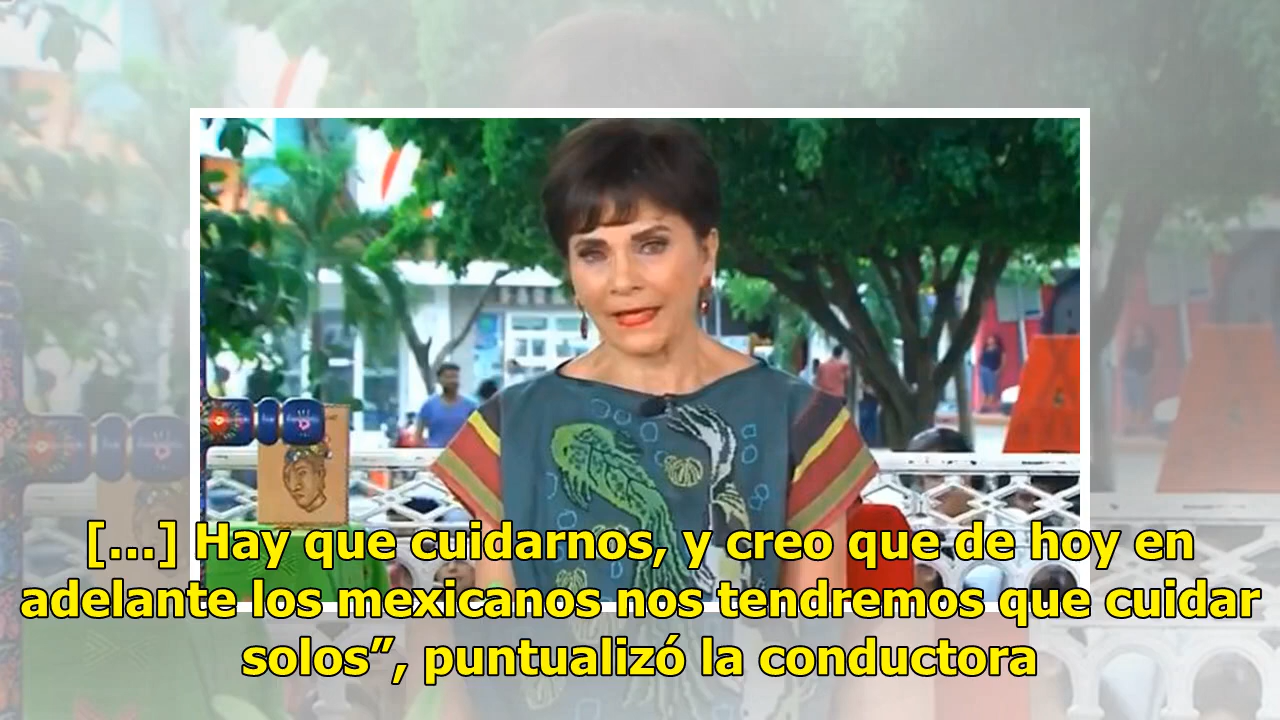 [...] Hay que cuidarnos, y creo que de hoy en
adelante los mexicanos nos tendremos que cuidar
solos”, puntualizó la conductora